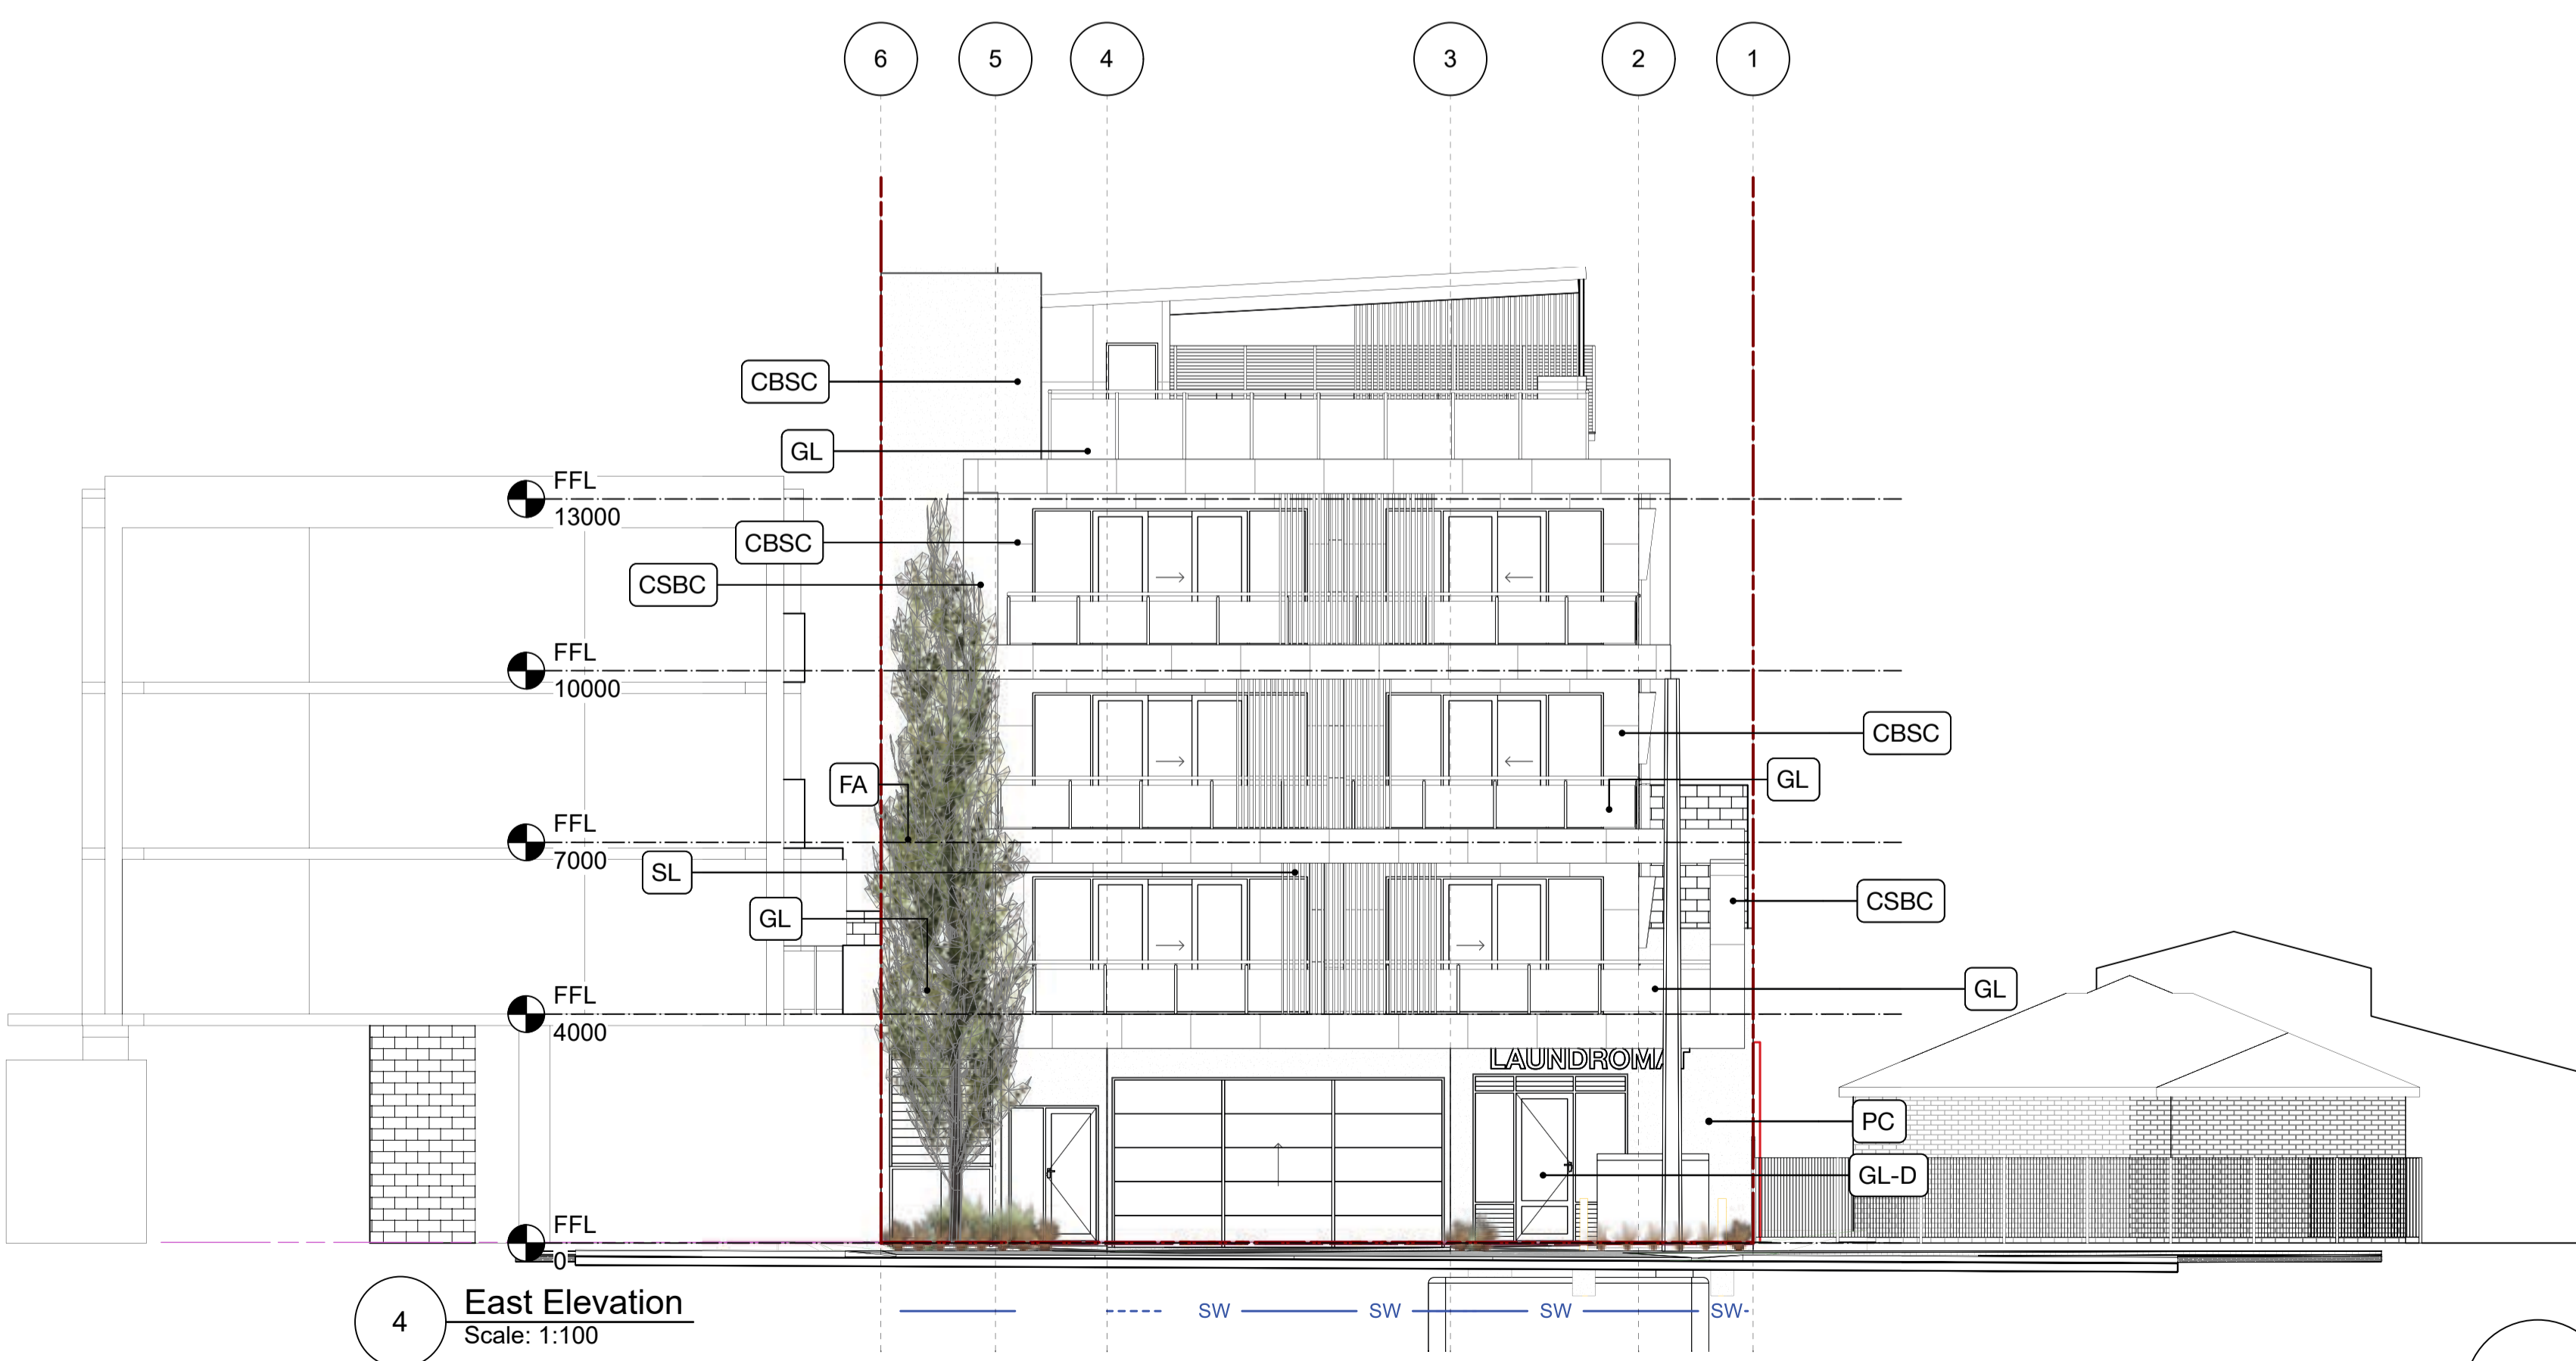 6 5 4 3 2 1
CBSC
GL
FFL
13000
CBSC
CSBC
FFL
10000
CBSC
GL
FA
FFL
7000
SL
CSBC
GL
GL
FFL
4000
LAUNDROMAT
PC
GL-D
FFL
0
4
East Elevation
Scale: 1:100
SW SW SW SW